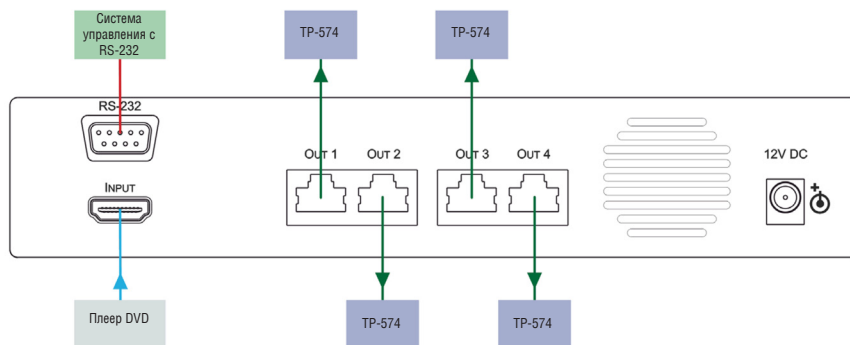 Система
управления с
RS-232
TP-574
TP-574
RS-232
OUT 1
OUT 2
OUT 3
OUT 4
12V DC
INPUT
Плеер DVD
TP-574
TP-574